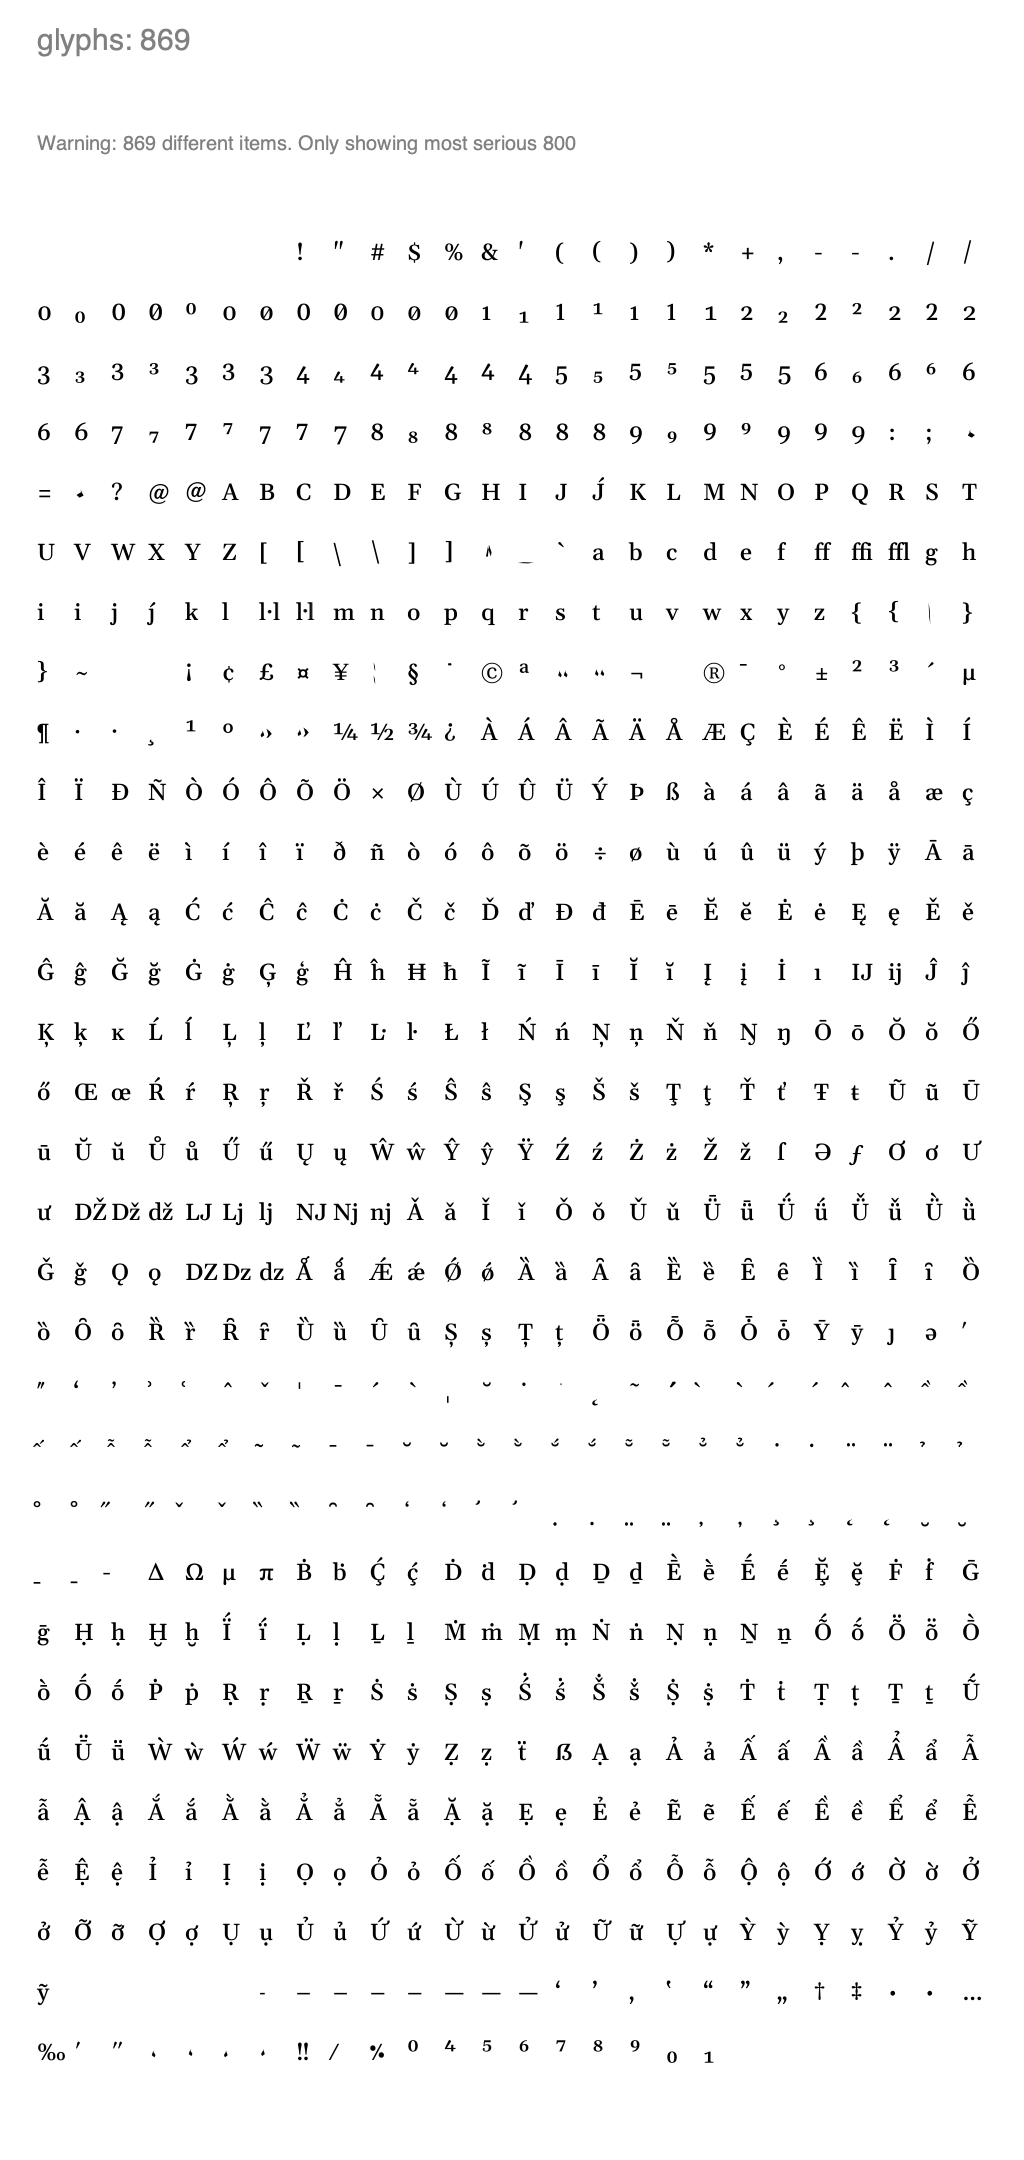 glyphs: 869
Warning: 869 different items. Only showing most serious 800
! " # $ % & ' ( ( ) ) * + , - - . / /
0 ₀ 0 0 ⁰ 0 0 0 0 0 0 0 1 ₁ 1 ¹ 1 1 1 2 ₂ 2 ² 2 2 2
3 ₃ 3 ³ 3 3 3 4 ₄ 4 ⁴ 4 4 4 5 ₅ 5 ⁵ 5 5 5 6 ₆ 6 ⁶ 6
6 6 7 ₇ 7 ⁷ 7 7 7 8 ₈ 8 ⁸ 8 8 8 9 ₉ 9 ⁹ 9 9 9 : ;
= ? @ @ A B C D E F G H I J J́ K L M N O P Q R S T
U V W X Y Z [ [ \ \ ] ] _ ` a b c d e f ff ffi ffl g h
i i j j́ k l l·l l·l m n o p q r s t u v w x y z { { | }
} ~ ¡ ¢ £ ¤ ¥ ¦ § ¨ © ª « « ¬ ® ¯ ° ± ² ³ ´ µ
¶ · · ¸ ¹ º » » ¼ ½ ¾ ¿ À Á Â Ã Ä Å Æ Ç È É Ê Ë Ì Í
Î Ï Ð Ñ Ò Ó Ô Õ Ö × Ø Ù Ú Û Ü Ý Þ ß à á â ã ä å æ ç
è é ê ë ì í î ï ð ñ ò ó ô õ ö ÷ ø ù ú û ü ý þ ÿ Ā ā
Ă ă Ą ą Ć ć Ĉ ĉ Ċ ċ Č č Ď ď Đ đ Ē ē Ĕ ĕ Ė ė Ę ę Ě ě
Ĝ ĝ Ğ ğ Ġ ġ Ģ ģ Ĥ ĥ Ħ ħ Ĩ ĩ Ī ī Ĭ ĭ Į į İ ı IJ ij Ĵ ĵ
Ķ ķ ĸ Ĺ ĺ Ļ ļ Ľ ľ Ŀ ŀ Ł ł Ń ń Ņ ņ Ň ň Ŋ ŋ Ō ō Ŏ ŏ Ő
ő Œ œ Ŕ ŕ Ŗ ŗ Ř ř Ś ś Ŝ ŝ Ş ş Š š Ţ ţ Ť ť Ŧ ŧ Ũ ũ Ū
ū Ŭ ŭ Ů ů Ű ű Ų ų Ŵ ŵ Ŷ ŷ Ÿ Ź ź Ż ż Ž ž ſ Ə ƒ Ơ ơ Ư
ư DŽ Dž dž LJ Lj lj NJ Nj nj Ǎ ǎ Ǐ ǐ Ǒ ǒ Ǔ ǔ Ǖ ǖ Ǘ ǘ Ǚ ǚ Ǜ ǜ
Ǧ ǧ Ǫ ǫ DZ Dz dz Ǻ ǻ Ǽ ǽ Ǿ ǿ Ȁ ȁ Ȃ ȃ Ȅ ȅ Ȇ ȇ Ȉ ȉ Ȋ ȋ Ȍ
ȍ Ȏ ȏ Ȑ ȑ Ȓ ȓ Ȕ ȕ Ȗ ȗ Ș ș Ț ț Ȫ ȫ Ȭ ȭ Ȱ ȱ Ȳ ȳ ȷ ə ʹ
- Δ Ω μ π Ḃ ḃ Ḉ ḉ Ḋ ḋ Ḍ ḍ Ḏ ḏ Ḕ ḕ Ḗ ḗ Ḝ ḝ Ḟ ḟ Ḡ
ḡ Ḥ ḥ Ḫ ḫ Ḯ ḯ Ḷ ḷ Ḻ ḻ Ṁ ṁ Ṃ ṃ Ṅ ṅ Ṇ ṇ Ṉ ṉ Ṍ ṍ Ṏ ṏ Ṑ
ṑ Ṓ ṓ Ṗ ṗ Ṛ ṛ Ṟ ṟ Ṡ ṡ Ṣ ṣ Ṥ ṥ Ṧ ṧ Ṩ ṩ Ṫ ṫ Ṭ ṭ Ṯ ṯ Ṹ
ṹ Ṻ ṻ Ẁ ẁ Ẃ ẃ Ẅ ẅ Ẏ ẏ Ẓ ẓ ẗ ẞ Ạ ạ Ả ả Ấ ấ Ầ ầ Ẩ ẩ Ẫ
ẫ Ậ ậ Ắ ắ Ằ ằ Ẳ ẳ Ẵ ẵ Ặ ặ Ẹ ẹ Ẻ ẻ Ẽ ẽ Ế ế Ề ề Ể ể Ễ
ễ Ệ ệ Ỉ ỉ Ị ị Ọ ọ Ỏ ỏ Ố ố Ồ ồ Ổ ổ Ỗ ỗ Ộ ộ Ớ ớ Ờ ờ Ở
ở Ỡ ỡ Ợ ợ Ụ ụ Ủ ủ Ứ ứ Ừ ừ Ử ử Ữ ữ Ự ự Ỳ ỳ Ỵ ỵ Ỷ ỷ Ỹ
ỹ - – – – – — — — ‘ ’ ‚ ‛ “ ” „ † ‡ • • …
‰ ′ ″ ‹ ‹ › › ‼ ⁄ % ⁰ ⁴ ⁵ ⁶ ⁷ ⁸ ⁹ ₀ ₁